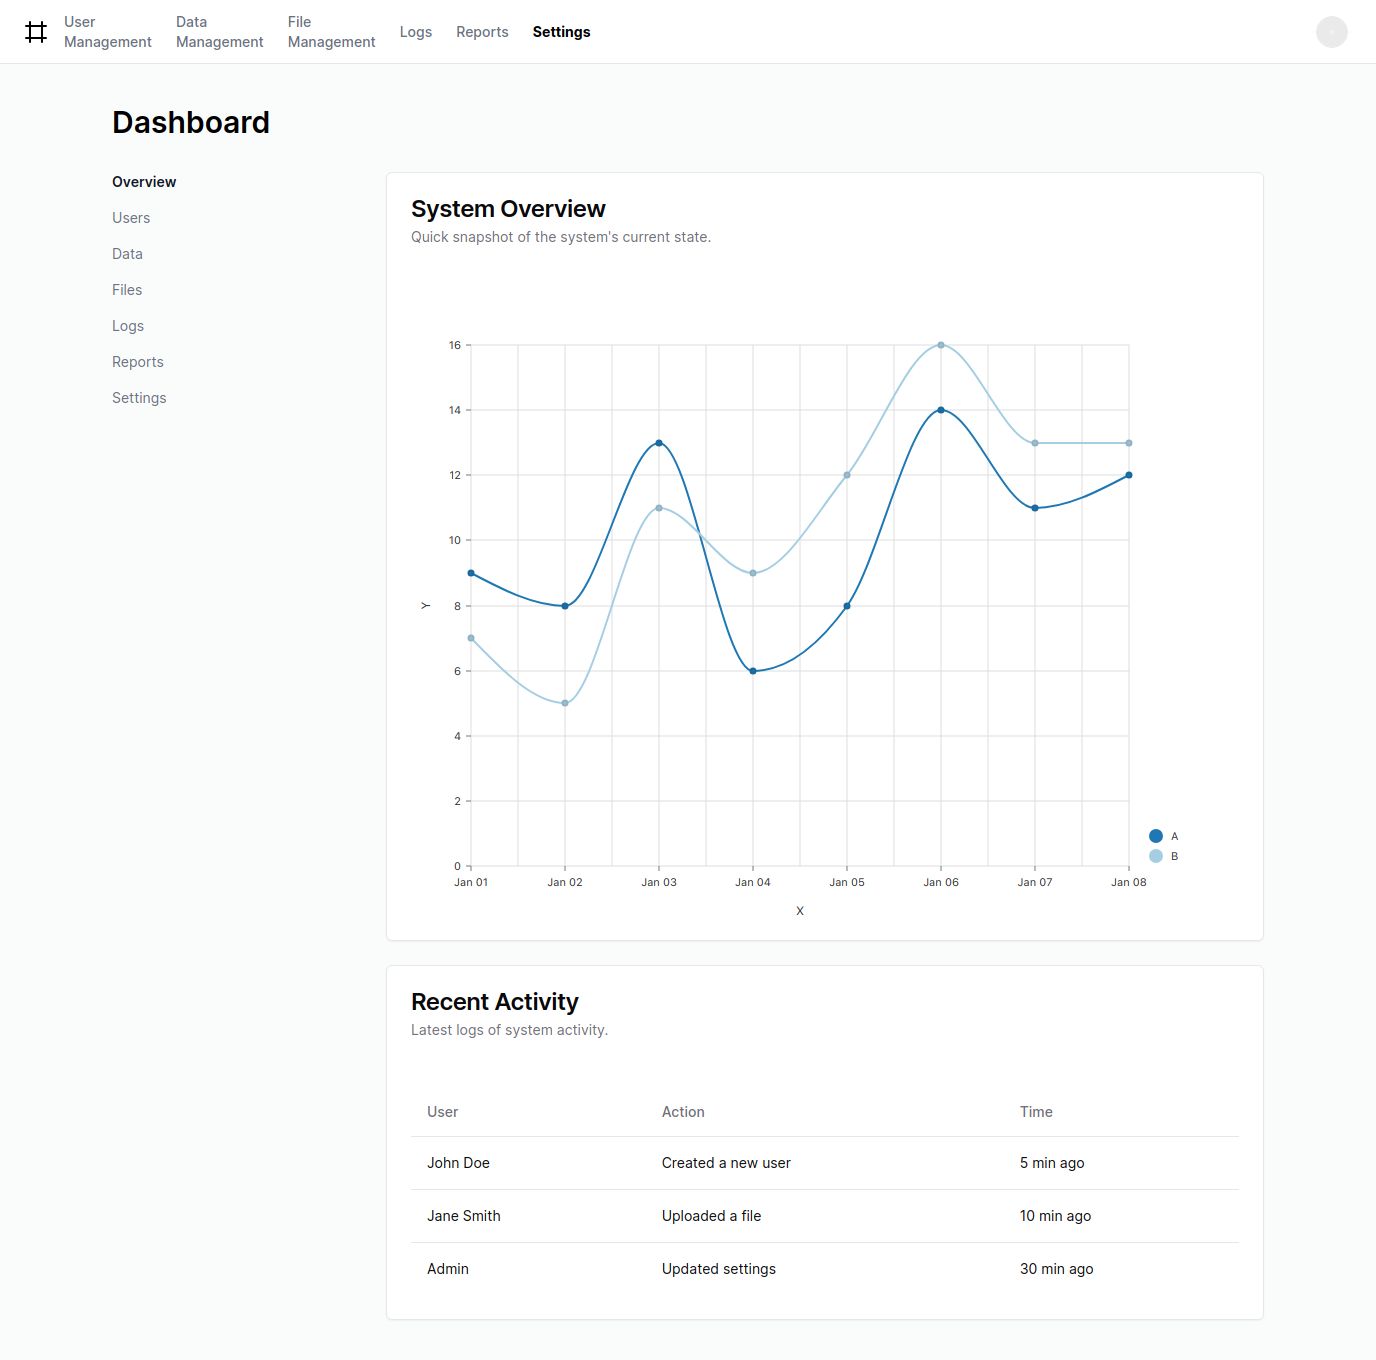 User Management
Data Management
File Management
Logs
Reports
Settings
Dashboard
Overview
Users
Data
Files
Logs
Reports
Settings
System Overview
Quick snapshot of the system's current state.
16
14
12
10
8
6
4
2
0
Y
Jan 01 Jan 02 Jan 03 Jan 04 Jan 05 Jan 06 Jan 07 Jan 08
X
A
B
Recent Activity
Latest logs of system activity.
User Action Time
John Doe Created a new user 5 min ago
Jane Smith Uploaded a file 10 min ago
Admin Updated settings 30 min ago